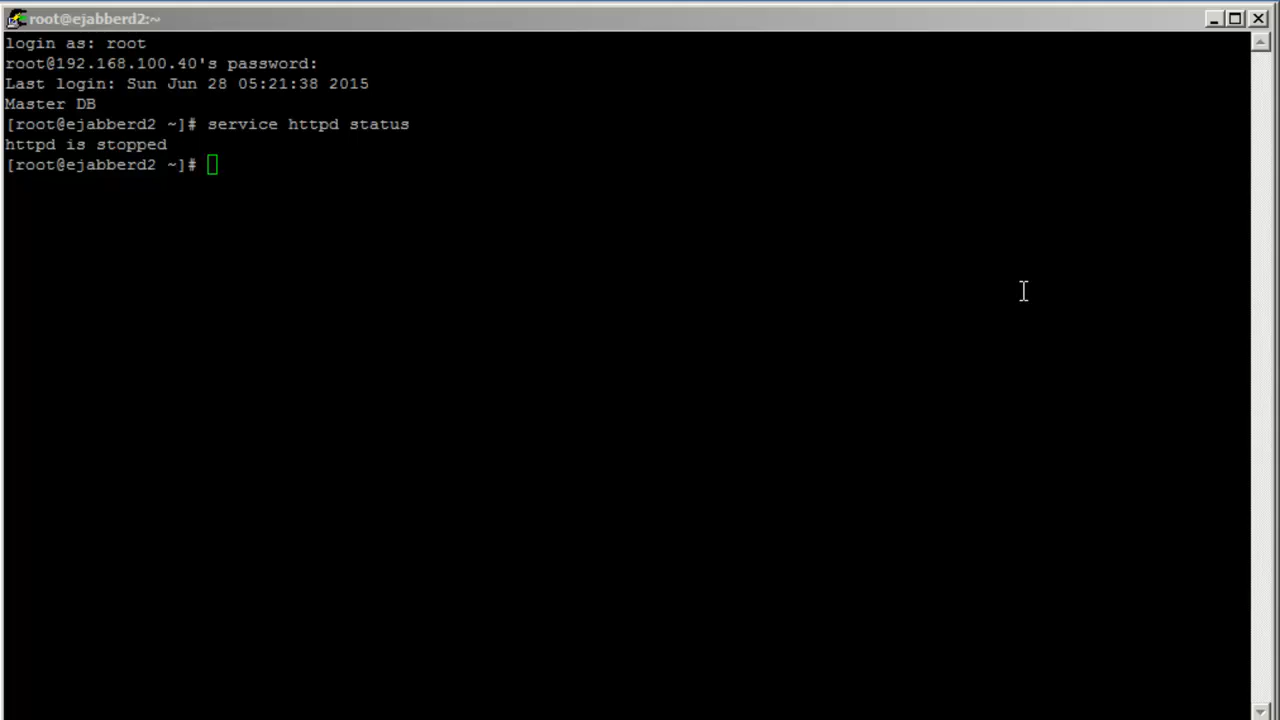 root@ejabberd2:~
login as: root
root@192.168.100.40's password:
Last login: Sun Jun 28 05:21:38 2015
Master DB
[root@ejabberd2 ~]# service httpd status
httpd is stopped
[root@ejabberd2 ~]#